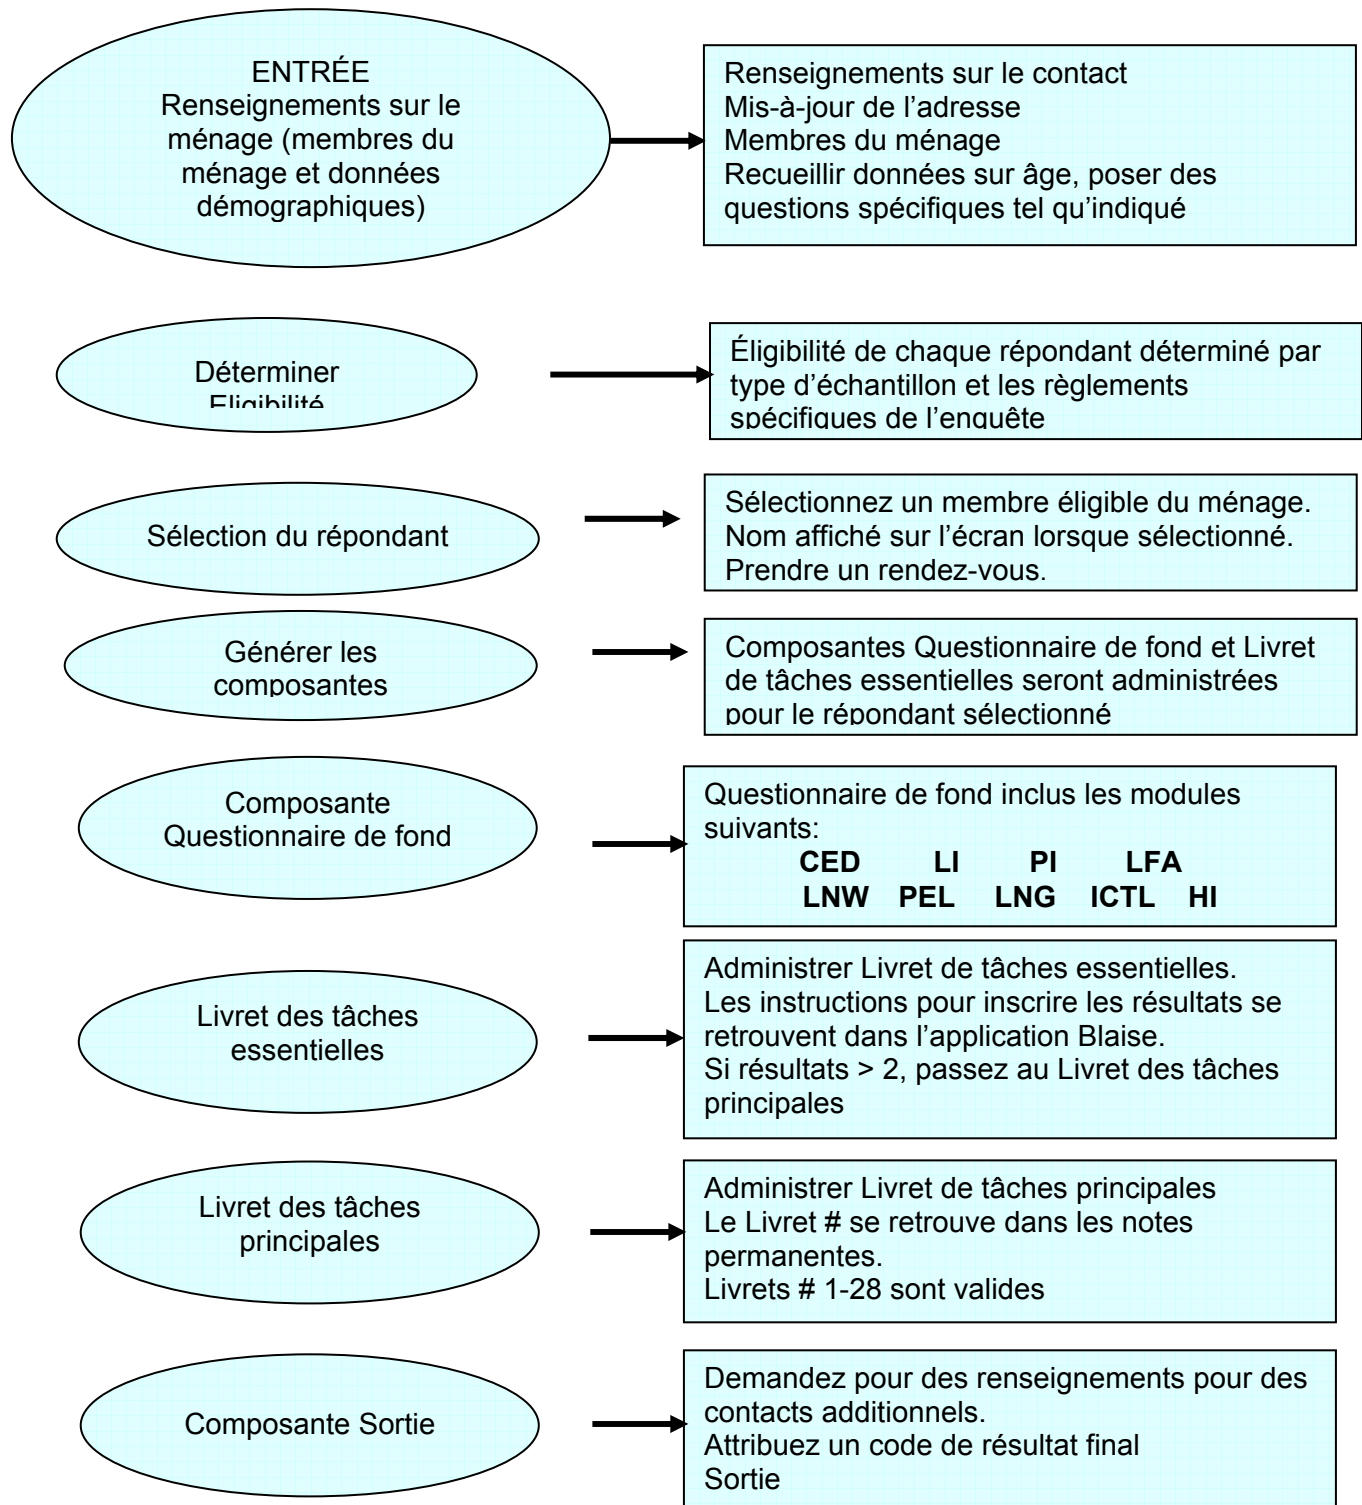 ENTRÉE
Renseignements sur le
ménage (membres du
ménage et données
démographiques)
Renseignements sur le contact
Mis-à-jour de l’adresse
Membres du ménage
Recueillir données sur âge, poser des
questions spécifiques tel qu’indiqué
Déterminer
Eligibilité
Éligibilité de chaque répondant déterminé par
type d’échantillon et les règlements
spécifiques de l’enquête
Sélection du répondant
Sélectionnez un membre éligible du ménage.
Nom affiché sur l’écran lorsque sélectionné.
Prendre un rendez-vous.
Générer les
composantes
Composantes Questionnaire de fond et Livret
de tâches essentielles seront administrées
pour le répondant sélectionné
Composante
Questionnaire de fond
Questionnaire de fond inclus les modules
suivants:
CED LI PI LFA
LNW PEL LNG ICTL HI
Livret des tâches
essentielles
Administrer Livret de tâches essentielles.
Les instructions pour inscrire les résultats se
retrouvent dans l’application Blaise.
Si résultats > 2, passez au Livret des tâches
principales
Livret des tâches
principales
Administrer Livret de tâches principales
Le Livret # se retrouve dans les notes
permanentes.
Livrets # 1-28 sont valides
Composante Sortie
Demandez pour des renseignements pour des
contacts additionnels.
Attribuez un code de résultat final
Sortie